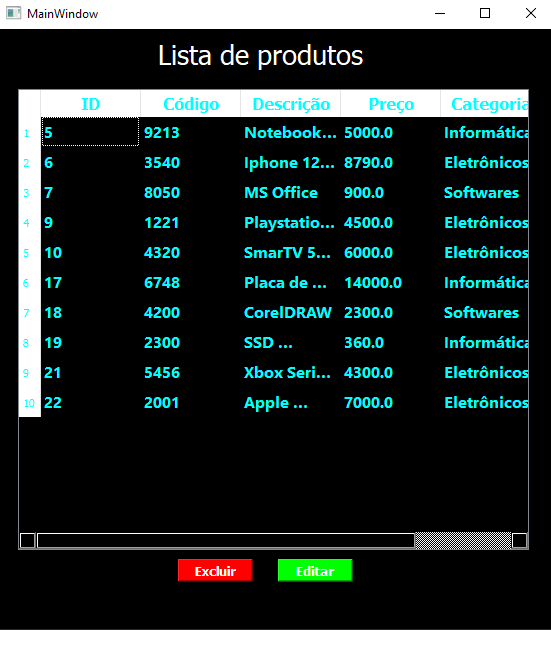 MainWindow
Lista de produtos
ID Código Descrição Preço Categoria
1 5 9213 Notebook... 5000.0 Informática
2 6 3540 Iphone 12... 8790.0 Eletrônicos
3 7 8050 MS Office 900.0 Softwares
4 9 1221 Playstatio... 4500.0 Eletrônicos
5 10 4320 SmarTV 5... 6000.0 Eletrônicos
6 17 6748 Placa de ... 14000.0 Informática
7 18 4200 CorelDRAW 2300.0 Softwares
8 19 2300 SSD ... 360.0 Informática
9 21 5456 Xbox Seri... 4300.0 Eletrônicos
10 22 2001 Apple ... 7000.0 Eletrônicos
Excluir Editar